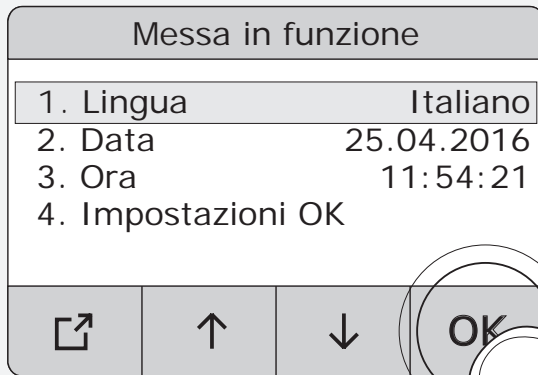 Messa in funzione
1. Lingua Italiano
2. Data 25.04.2016
3. Ora 11:54:21
4. Impostazioni OK
OK